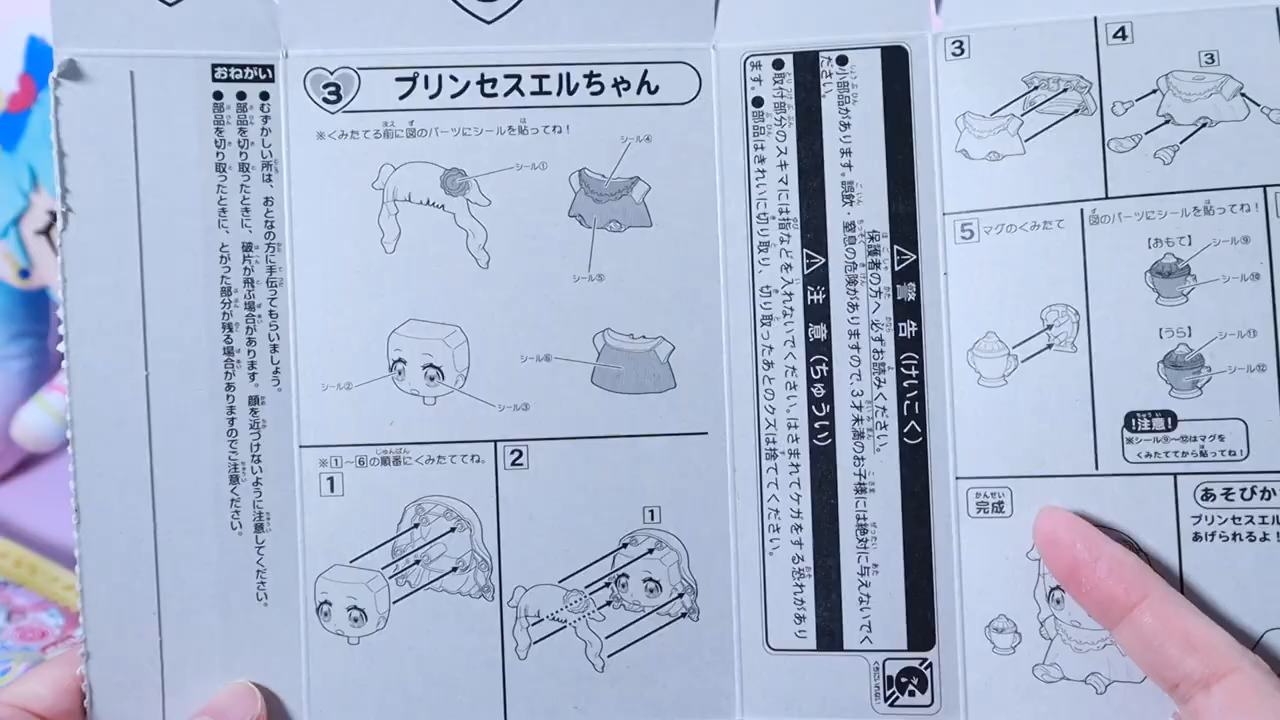 おねがい
●むずかしい所は、おとなの方に手伝ってもらいましょう。
●部品を切り取ったときに、破片が飛ぶ場合があります。顔を近づけないように注意してください。
●部品を切り取ったときに、とがった部分が残る場合がありますのでご注意ください。
3 プリンセスエルちゃん
※くみたてる前に図のパーツにシールを貼ってね!
シール①
シール④
シール⑤
シール②
シール③
シール⑥
※1~6の順番にくみたててね。
1
2
1
⚠警告(けいこく)
保護者の方へ 必ずお読みください。
●小部品があります。誤飲・窒息の危険がありますので、3才未満のお子様には絶対に与えないでください。
⚠注意(ちゅうい)
●取付部分のスキマには指などを入れないでください。はさまれてケガをする恐れがあります。●部品はきれいに切り取り、切り取ったあとのクズは捨ててください。
くちにいれない
3
4
3
5 マグのくみたて
図のパーツにシールを貼ってね!
【おもて】
シール⑨
シール⑩
【うら】
シール⑪
シール⑫
!注意!
※シール⑨~⑫はマグを
くみたててから貼ってね!
完成
あそびか
プリンセスエル
あげられるよ!